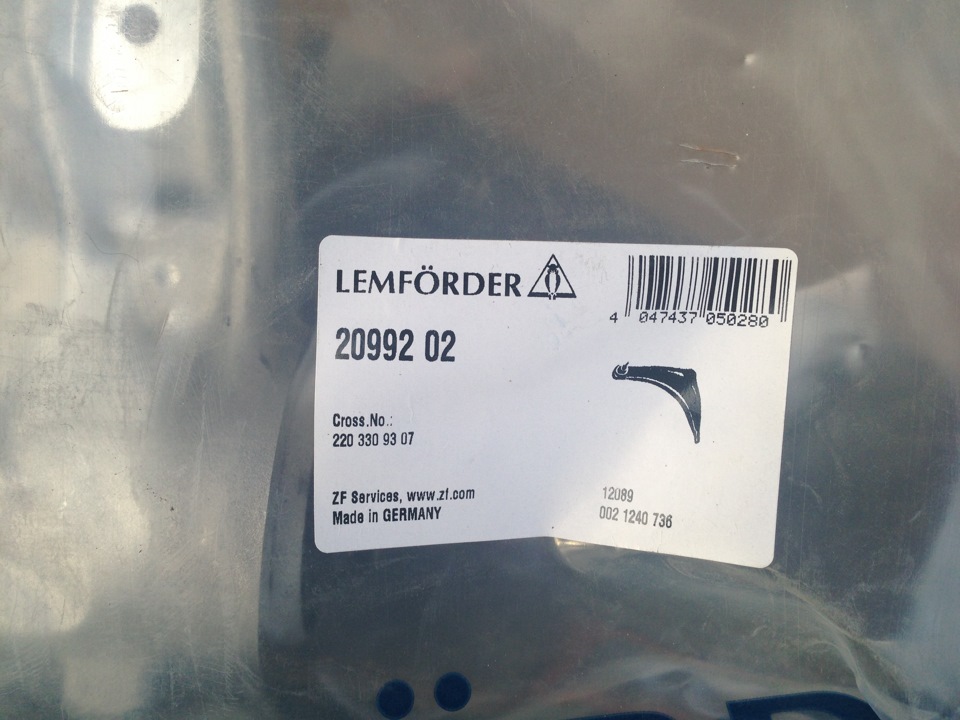 LEMFÖRDER
4 047437 050280
20992 02
Cross.No.:
220 330 93 07
ZF Services, www.zf.com
Made in GERMANY
12089
002 1240 736